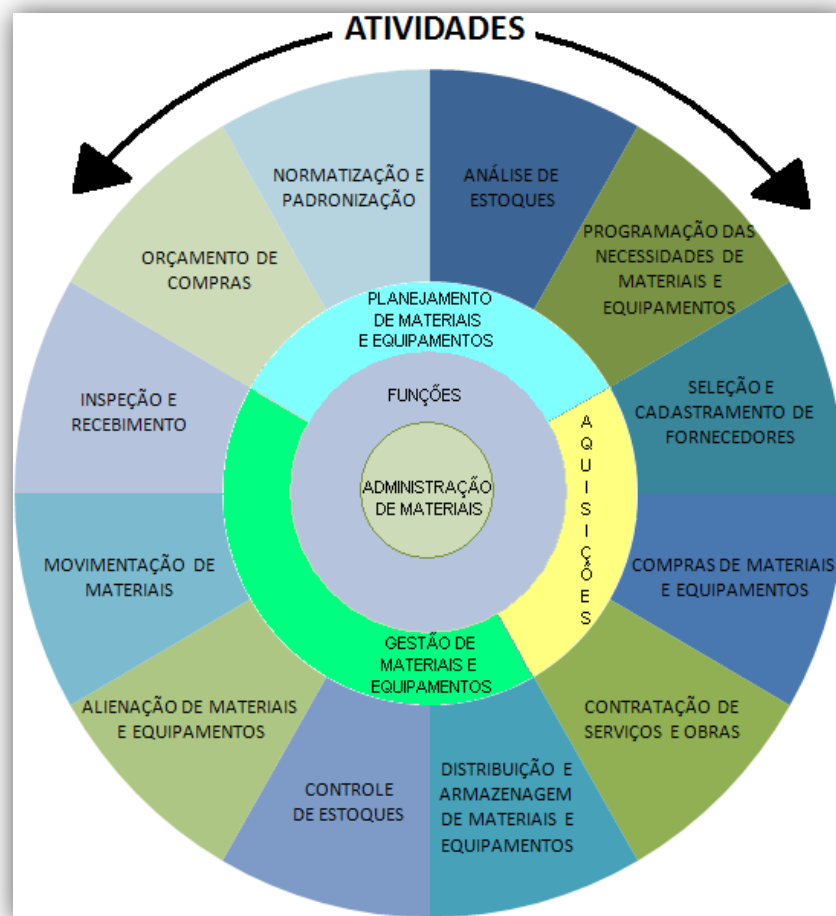 ATIVIDADES
NORMATIZAÇÃO E
PADRONIZAÇÃO
ANÁLISE DE
ESTOQUES
PROGRAMAÇÃO DAS
NECESSIDADES DE
MATERIAIS E
EQUIPAMENTOS
SELEÇÃO E
CADASTRAMENTO DE
FORNECEDORES
COMPRAS DE MATERIAIS
E EQUIPAMENTOS
CONTRATAÇÃO DE
SERVIÇOS E OBRAS
DISTRIBUIÇÃO E
ARMAZENAGEM
DE MATERIAIS E
EQUIPAMENTOS
CONTROLE
DE ESTOQUES
ALIENAÇÃO DE MATERIAIS
E EQUIPAMENTOS
MOVIMENTAÇÃO DE
MATERIAIS
INSPEÇÃO E
RECEBIMENTO
ORÇAMENTO DE
COMPRAS
PLANEJAMENTO
DE MATERIAIS
E EQUIPAMENTOS
AQUISIÇÕES
GESTÃO DE
MATERIAIS E
EQUIPAMENTOS
FUNÇÕES
ADMINISTRAÇÃO
DE MATERIAIS